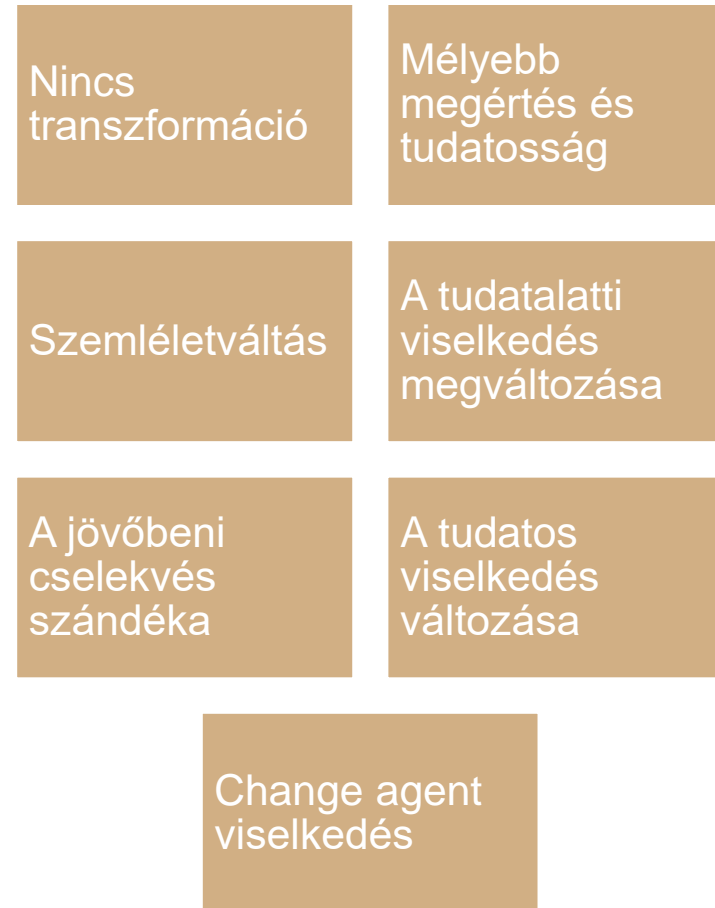 Nincs
transzformáció
Mélyebb
megértés és
tudatosság
Szemléletváltás
A tudatalatti
viselkedés
megváltozása
A jövőbeni
cselekvés
szándéka
A tudatos
viselkedés
változása
Change agent
viselkedés